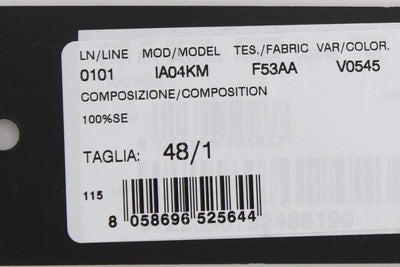 LN/LINE MOD/MODEL TES./FABRIC VAR/COLOR.
0101 IA04KM F53AA V0545
COMPOSIZIONE/COMPOSITION
100%SE
TAGLIA: 48/1
115
8 058696 525644